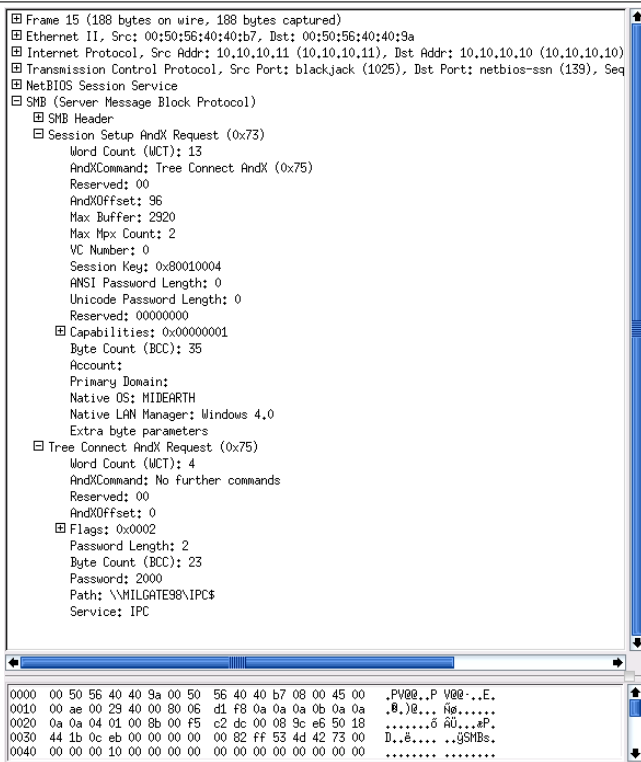 Frame 15 (188 bytes on wire, 188 bytes captured)
Ethernet II, Src: 00:50:56:40:40:b7, Dst: 00:50:56:40:40:9a
Internet Protocol, Src Addr: 10.10.10.11 (10.10.10.11), Dst Addr: 10.10.10.10 (10.10.10.10)
Transmission Control Protocol, Src Port: blackjack (1025), Dst Port: netbios-ssn (139), Seq
NetBIOS Session Service
SMB (Server Message Block Protocol)
SMB Header
Session Setup AndX Request (0x73)
Word Count (WCT): 13
AndXCommand: Tree Connect AndX (0x75)
Reserved: 00
AndXOffset: 96
Max Buffer: 2920
Max Mpx Count: 2
VC Number: 0
Session Key: 0x80010004
ANSI Password Length: 0
Unicode Password Length: 0
Reserved: 00000000
Capabilities: 0x00000001
Byte Count (BCC): 35
Account:
Primary Domain:
Native OS: MIDEARTH
Native LAN Manager: Windows 4.0
Extra byte parameters
Tree Connect AndX Request (0x75)
Word Count (WCT): 4
AndXCommand: No further commands
Reserved: 00
AndXOffset: 0
Flags: 0x0002
Password Length: 2
Byte Count (BCC): 23
Password: 2000
Path: \\MILGATE98\IPC$
Service: IPC
0000 00 50 56 40 40 9a 00 50 56 40 40 b7 08 00 45 00 .PV@@..P V@@·..E.
0010 00 ae 00 29 40 00 80 06 d1 f8 0a 0a 0a 0b 0a 0a .®.)@... Ñø......
0020 0a 0a 04 01 00 8b 00 f5 c2 dc 00 08 9c e6 50 18 .......õ ÂÜ...æP.
0030 44 1b 0c eb 00 00 00 00 00 82 ff 53 4d 42 73 00 D..ë.... ..ÿSMBs.
0040 00 00 00 10 00 00 00 00 00 00 00 00 00 00 00 00 ........ ........